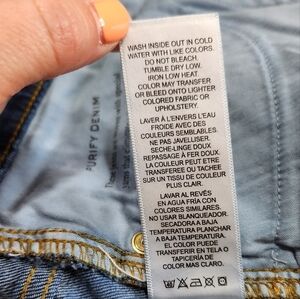 WASH INSIDE OUT IN COLD
WATER WITH LIKE COLORS.
DO NOT BLEACH.
TUMBLE DRY LOW.
IRON LOW HEAT.
COLOR MAY TRANSFER
OR BLEED ONTO LIGHTER
COLORED FABRIC OR
UPHOLSTERY.
LAVER À L'ENVERS L'EAU
FROIDE AVEC DES
COULEURS SEMBLABLES.
NE PAS JAVELLISER.
SECHE-LINGE DOUX.
REPASSAGE À FER DOUX.
LA COULEUR PEUT ETRE
TRANSFEREE OU TACHEE
SUR UN TISSU DE COULEUR
PLUS CLAIR.
LAVAR AL REVÉS
EN AGUA FRÍA CON
COLORES SIMILARES.
NO USAR BLANQUEADOR.
SECADORA A BAJA
TEMPERATURA PLANCHAR
A BAJA TEMPERATURA.
EL COLOR PUEDE
TRANSFERIR EN TELA O
TAPICERÍA DE
COLOR MAS CLARO.
PURIFY DENIM